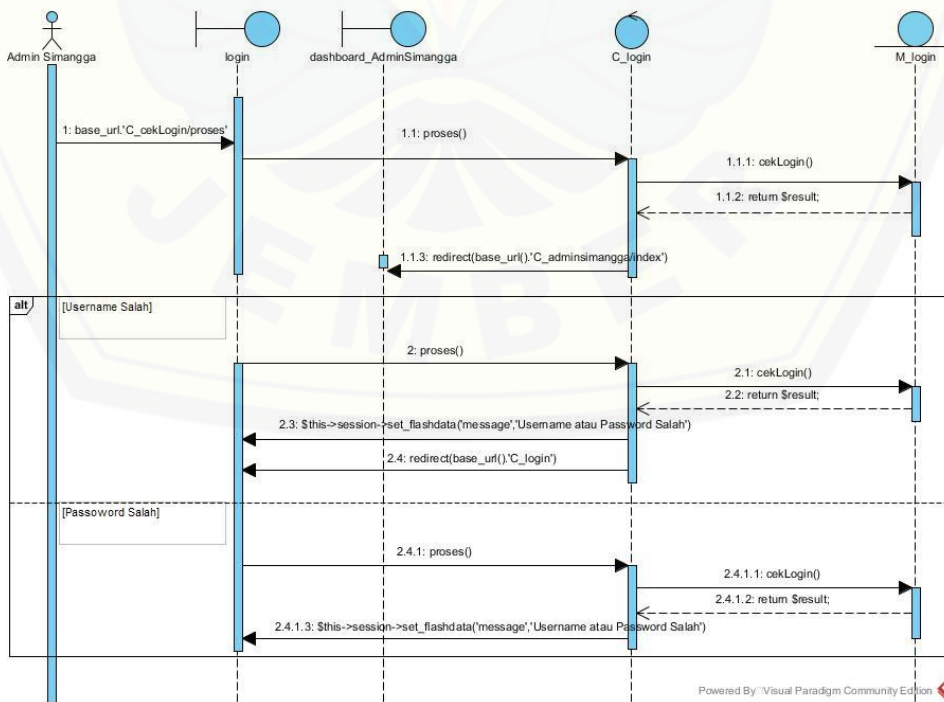 Admin Simangga
login
dashboard_AdminSimangga
C_login
M_login
1: base_url.'C_cekLogin/proses'
1.1: proses()
1.1.1: cekLogin()
1.1.2: return $result;
1.1.3: redirect(base_url().'C_adminsimangga/index')
JEMBER
alt
[Username Salah]
2: proses()
2.1: cekLogin()
2.2: return $result;
2.3: $this->session->set_flashdata('message','Username atau Password Salah')
2.4: redirect(base_url().'C_login')
[Passoword Salah]
2.4.1: proses()
2.4.1.1: cekLogin()
2.4.1.2: return $result;
2.4.1.3: $this->session->set_flashdata('message','Username atau Password Salah')
Powered By Visual Paradigm Community Edition